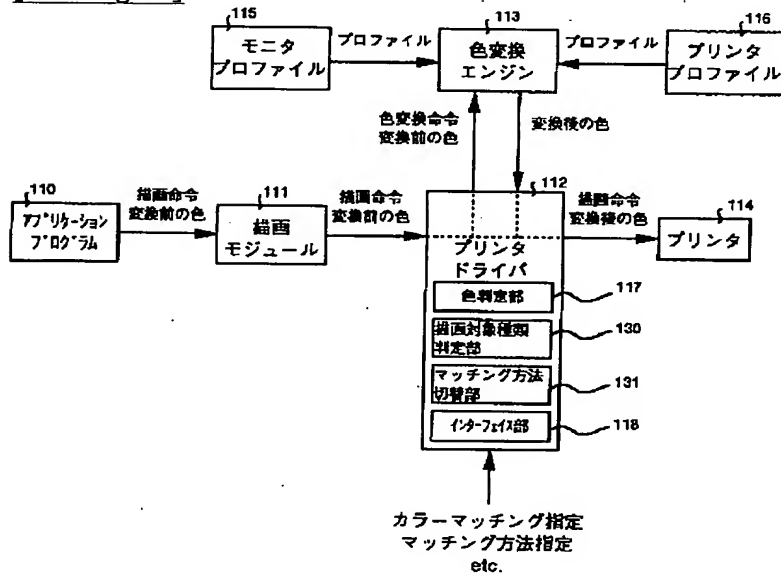 115
モニタ
プロファイル
プロファイル
113
色変換
エンジン
プロファイル
116
プリンタ
プロファイル
色変換命令
変換前の色
変換後の色
110
アプリケーション
プログラム
描画命令
変換前の色
111
描画
モジュール
描画命令
変換前の色
112
プリンタ
ドライバ
描画命令
変換後の色
114
プリンタ
色判定部
117
描画対象種類
判定部
130
マッチング方法
切替部
131
インターフェイス部
118
カラーマッチング指定
マッチング方法指定
etc.